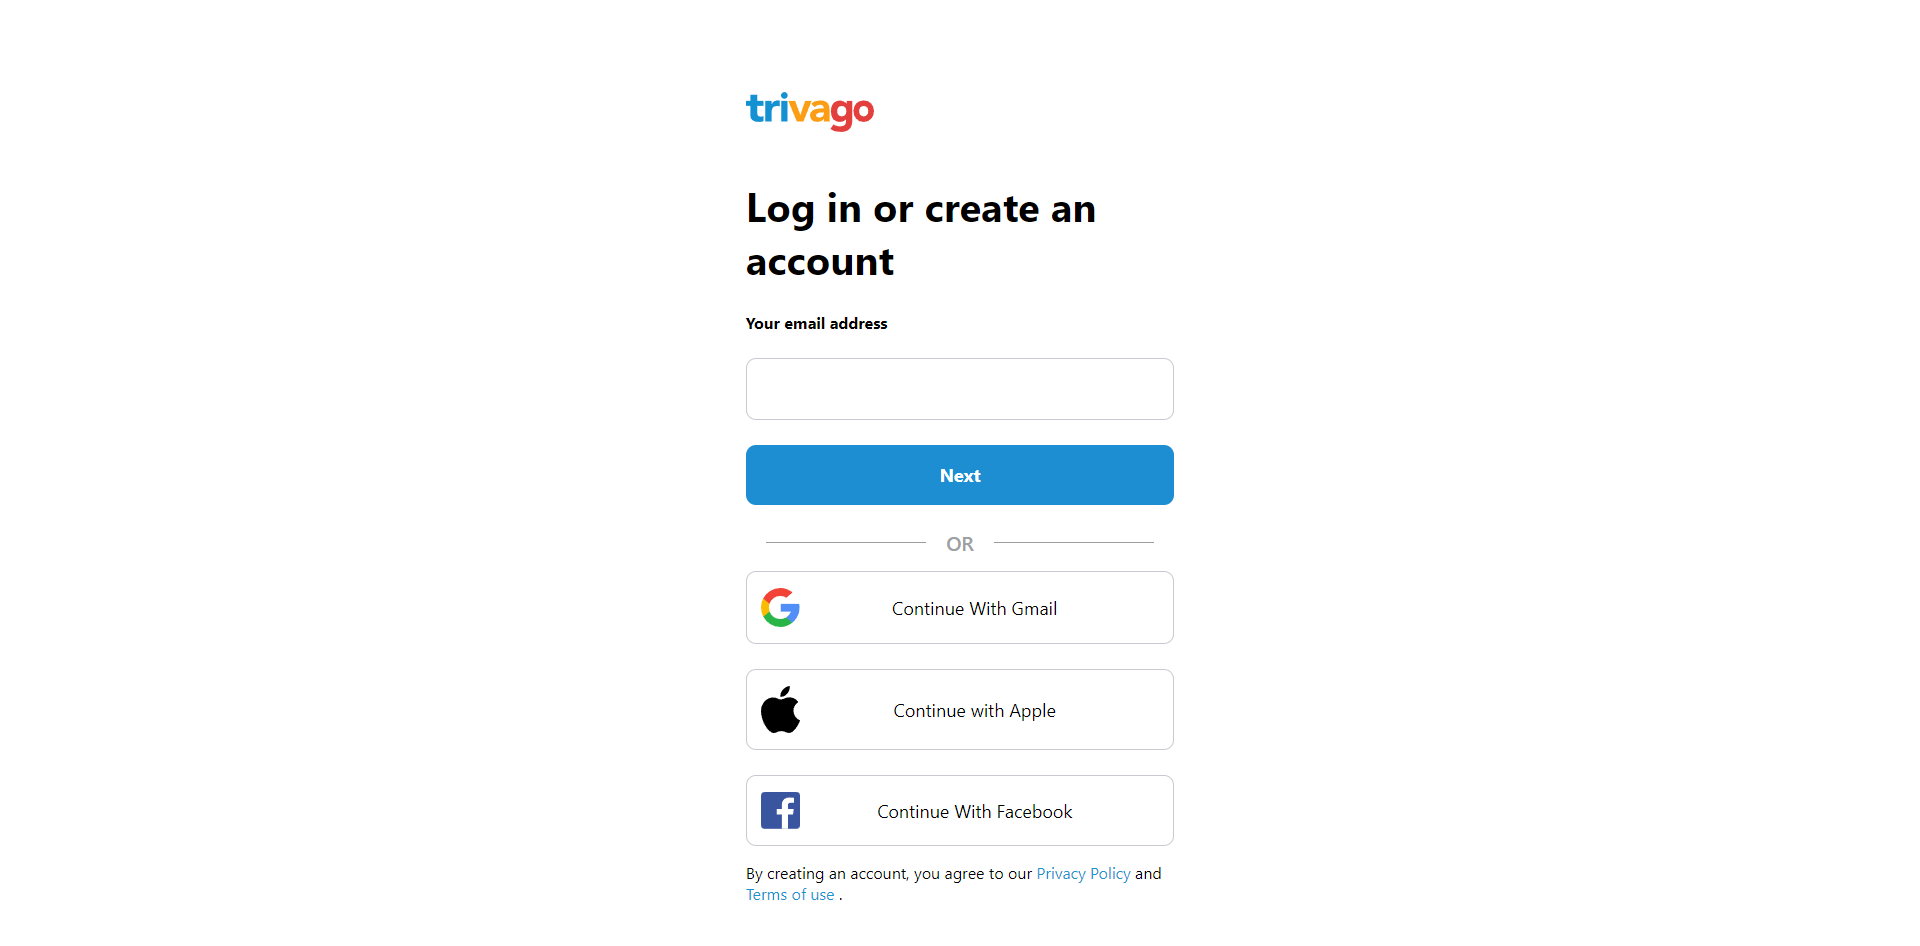 trivago
Log in or create an
account
Your email address
Next
OR
Continue With Gmail
Continue with Apple
Continue With Facebook
By creating an account, you agree to our Privacy Policy and
Terms of use .